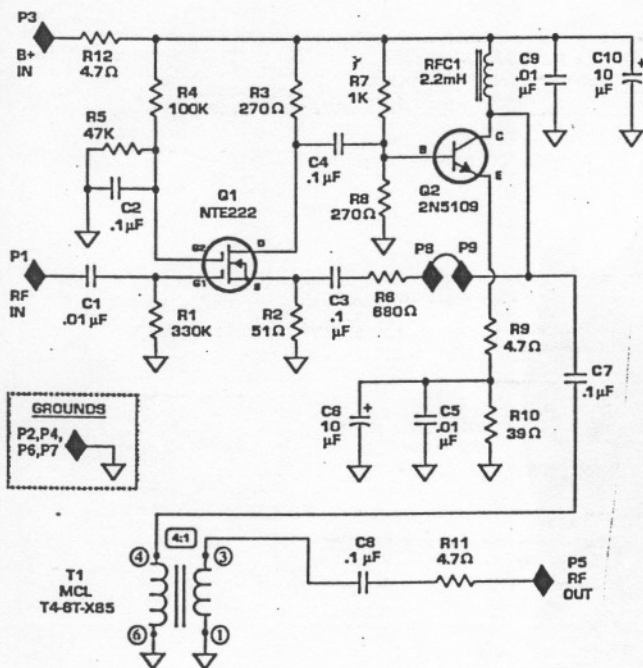 P3
B+
IN
R12
4.7Ω
R4
100K
R3
270Ω
R7
1K
RFC1
2.2mH
C9
.01
µF
C10
10
µF
+
R5
47K
C2
.1µF
C4
.1µF
R8
270Ω
B
C
E
Q2
2N5109
Q1
NTE222
G2
G1
D
S
P1
RF
IN
C1
.01µF
R1
330K
R2
51Ω
C3
.1
µF
R6
680Ω
P8
P9
R9
4.7Ω
C7
.1µF
GROUNDS
P2,P4,
P6,P7
C6
10
µF
+
C5
.01
µF
R10
39Ω
4:1
4
3
6
1
T1
MCL
T4-6T-X65
C8
.1µF
R11
4.7Ω
P5
RF
OUT